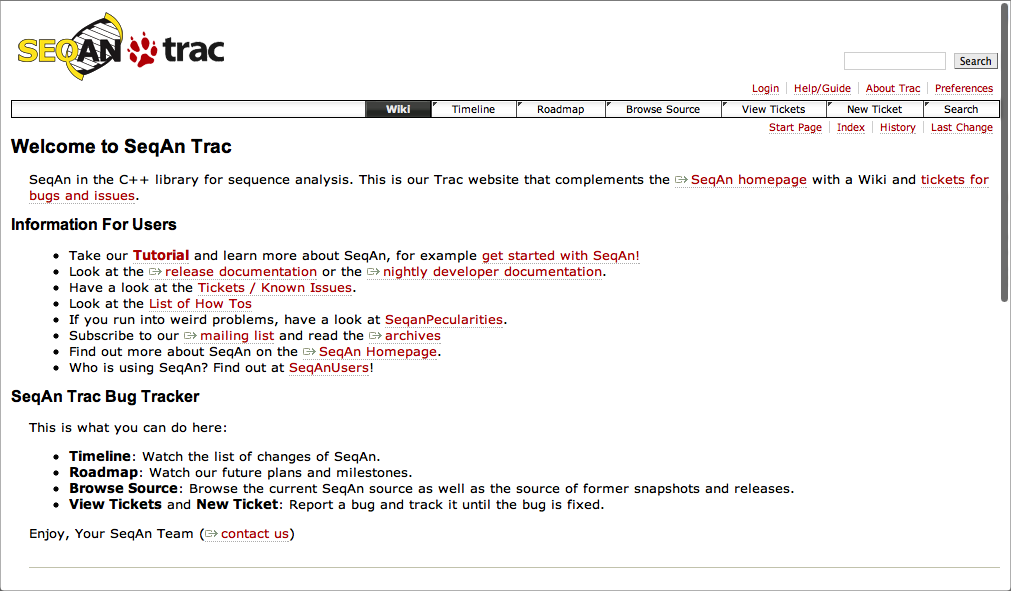 SEQAN trac
Search
Login Help/Guide About Trac Preferences
Wiki Timeline Roadmap Browse Source View Tickets New Ticket Search
Start Page Index History Last Change
Welcome to SeqAn Trac
SeqAn in the C++ library for sequence analysis. This is our Trac website that complements the SeqAn homepage with a Wiki and tickets for
bugs and issues.
Information For Users
• Take our Tutorial and learn more about SeqAn, for example get started with SeqAn!
• Look at the release documentation or the nightly developer documentation.
• Have a look at the Tickets / Known Issues.
• Look at the List of How Tos
• If you run into weird problems, have a look at SeqanPecularities.
• Subscribe to our mailing list and read the archives
• Find out more about SeqAn on the SeqAn Homepage.
• Who is using SeqAn? Find out at SeqAnUsers!
SeqAn Trac Bug Tracker
This is what you can do here:
• Timeline: Watch the list of changes of SeqAn.
• Roadmap: Watch our future plans and milestones.
• Browse Source: Browse the current SeqAn source as well as the source of former snapshots and releases.
• View Tickets and New Ticket: Report a bug and track it until the bug is fixed.
Enjoy, Your SeqAn Team (contact us)